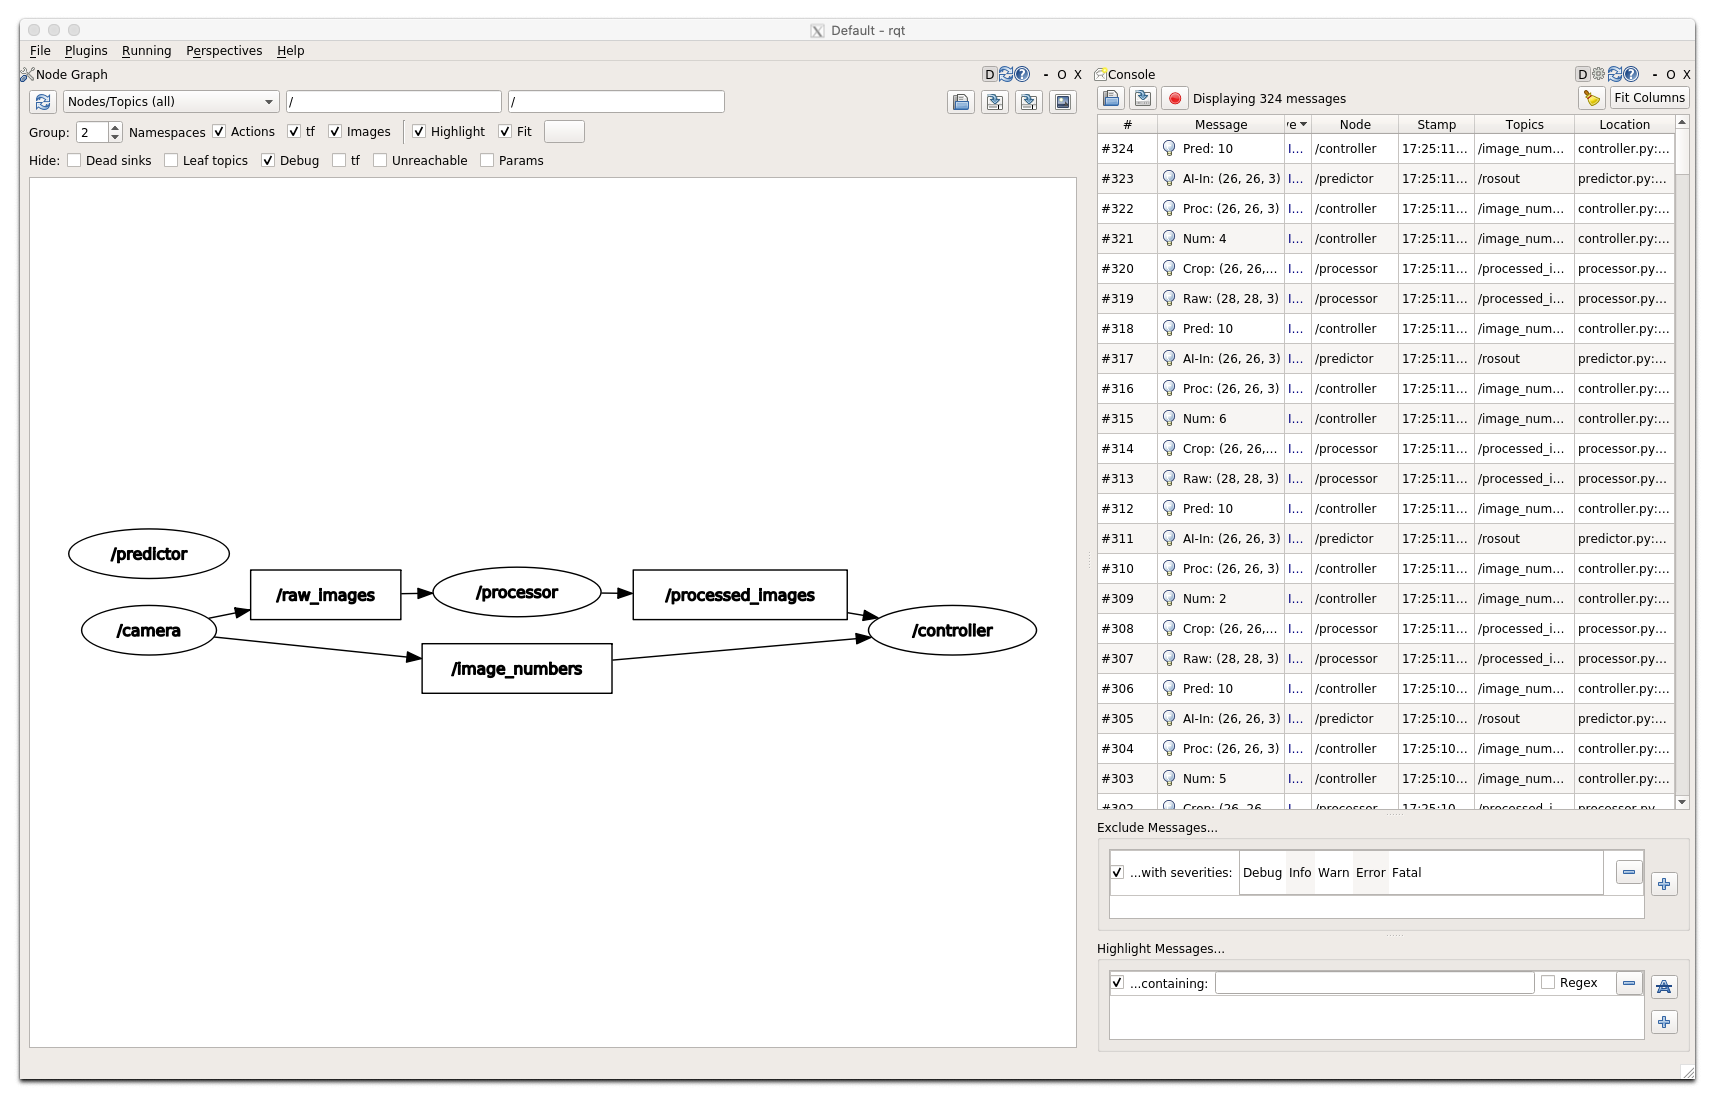 Default - rqt
File Plugins Running Perspectives Help
Node Graph D - O X
Nodes/Topics (all) / /
Group: 2 Namespaces Actions tf Images Highlight Fit
Hide: Dead sinks Leaf topics Debug tf Unreachable Params
/predictor
/raw_images
/processor
/processed_images
/camera
/controller
/image_numbers
Console D - O X
Displaying 324 messages Fit Columns
# Message ve Node Stamp Topics Location
#324 Pred: 10 I... /controller 17:25:11... /image_num... controller.py:...
#323 AI-In: (26, 26, 3) I... /predictor 17:25:11... /rosout predictor.py:...
#322 Proc: (26, 26, 3) I... /controller 17:25:11... /image_num... controller.py:...
#321 Num: 4 I... /controller 17:25:11... /image_num... controller.py:...
#320 Crop: (26, 26,... I... /processor 17:25:11... /processed_i... processor.py...
#319 Raw: (28, 28, 3) I... /processor 17:25:11... /processed_i... processor.py...
#318 Pred: 10 I... /controller 17:25:11... /image_num... controller.py:...
#317 AI-In: (26, 26, 3) I... /predictor 17:25:11... /rosout predictor.py:...
#316 Proc: (26, 26, 3) I... /controller 17:25:11... /image_num... controller.py:...
#315 Num: 6 I... /controller 17:25:11... /image_num... controller.py:...
#314 Crop: (26, 26,... I... /processor 17:25:11... /processed_i... processor.py...
#313 Raw: (28, 28, 3) I... /processor 17:25:11... /processed_i... processor.py...
#312 Pred: 10 I... /controller 17:25:11... /image_num... controller.py:...
#311 AI-In: (26, 26, 3) I... /predictor 17:25:11... /rosout predictor.py:...
#310 Proc: (26, 26, 3) I... /controller 17:25:11... /image_num... controller.py:...
#309 Num: 2 I... /controller 17:25:11... /image_num... controller.py:...
#308 Crop: (26, 26,... I... /processor 17:25:11... /processed_i... processor.py...
#307 Raw: (28, 28, 3) I... /processor 17:25:11... /processed_i... processor.py...
#306 Pred: 10 I... /controller 17:25:10... /image_num... controller.py:...
#305 AI-In: (26, 26, 3) I... /predictor 17:25:10... /rosout predictor.py:...
#304 Proc: (26, 26, 3) I... /controller 17:25:10... /image_num... controller.py:...
#303 Num: 5 I... /controller 17:25:10... /image_num... controller.py:...
#302 Crop: (26, 26,... I... /processor 17:25:10... /processed_i... processor.py...
Exclude Messages...
...with severities: Debug Info Warn Error Fatal
Highlight Messages...
...containing: Regex